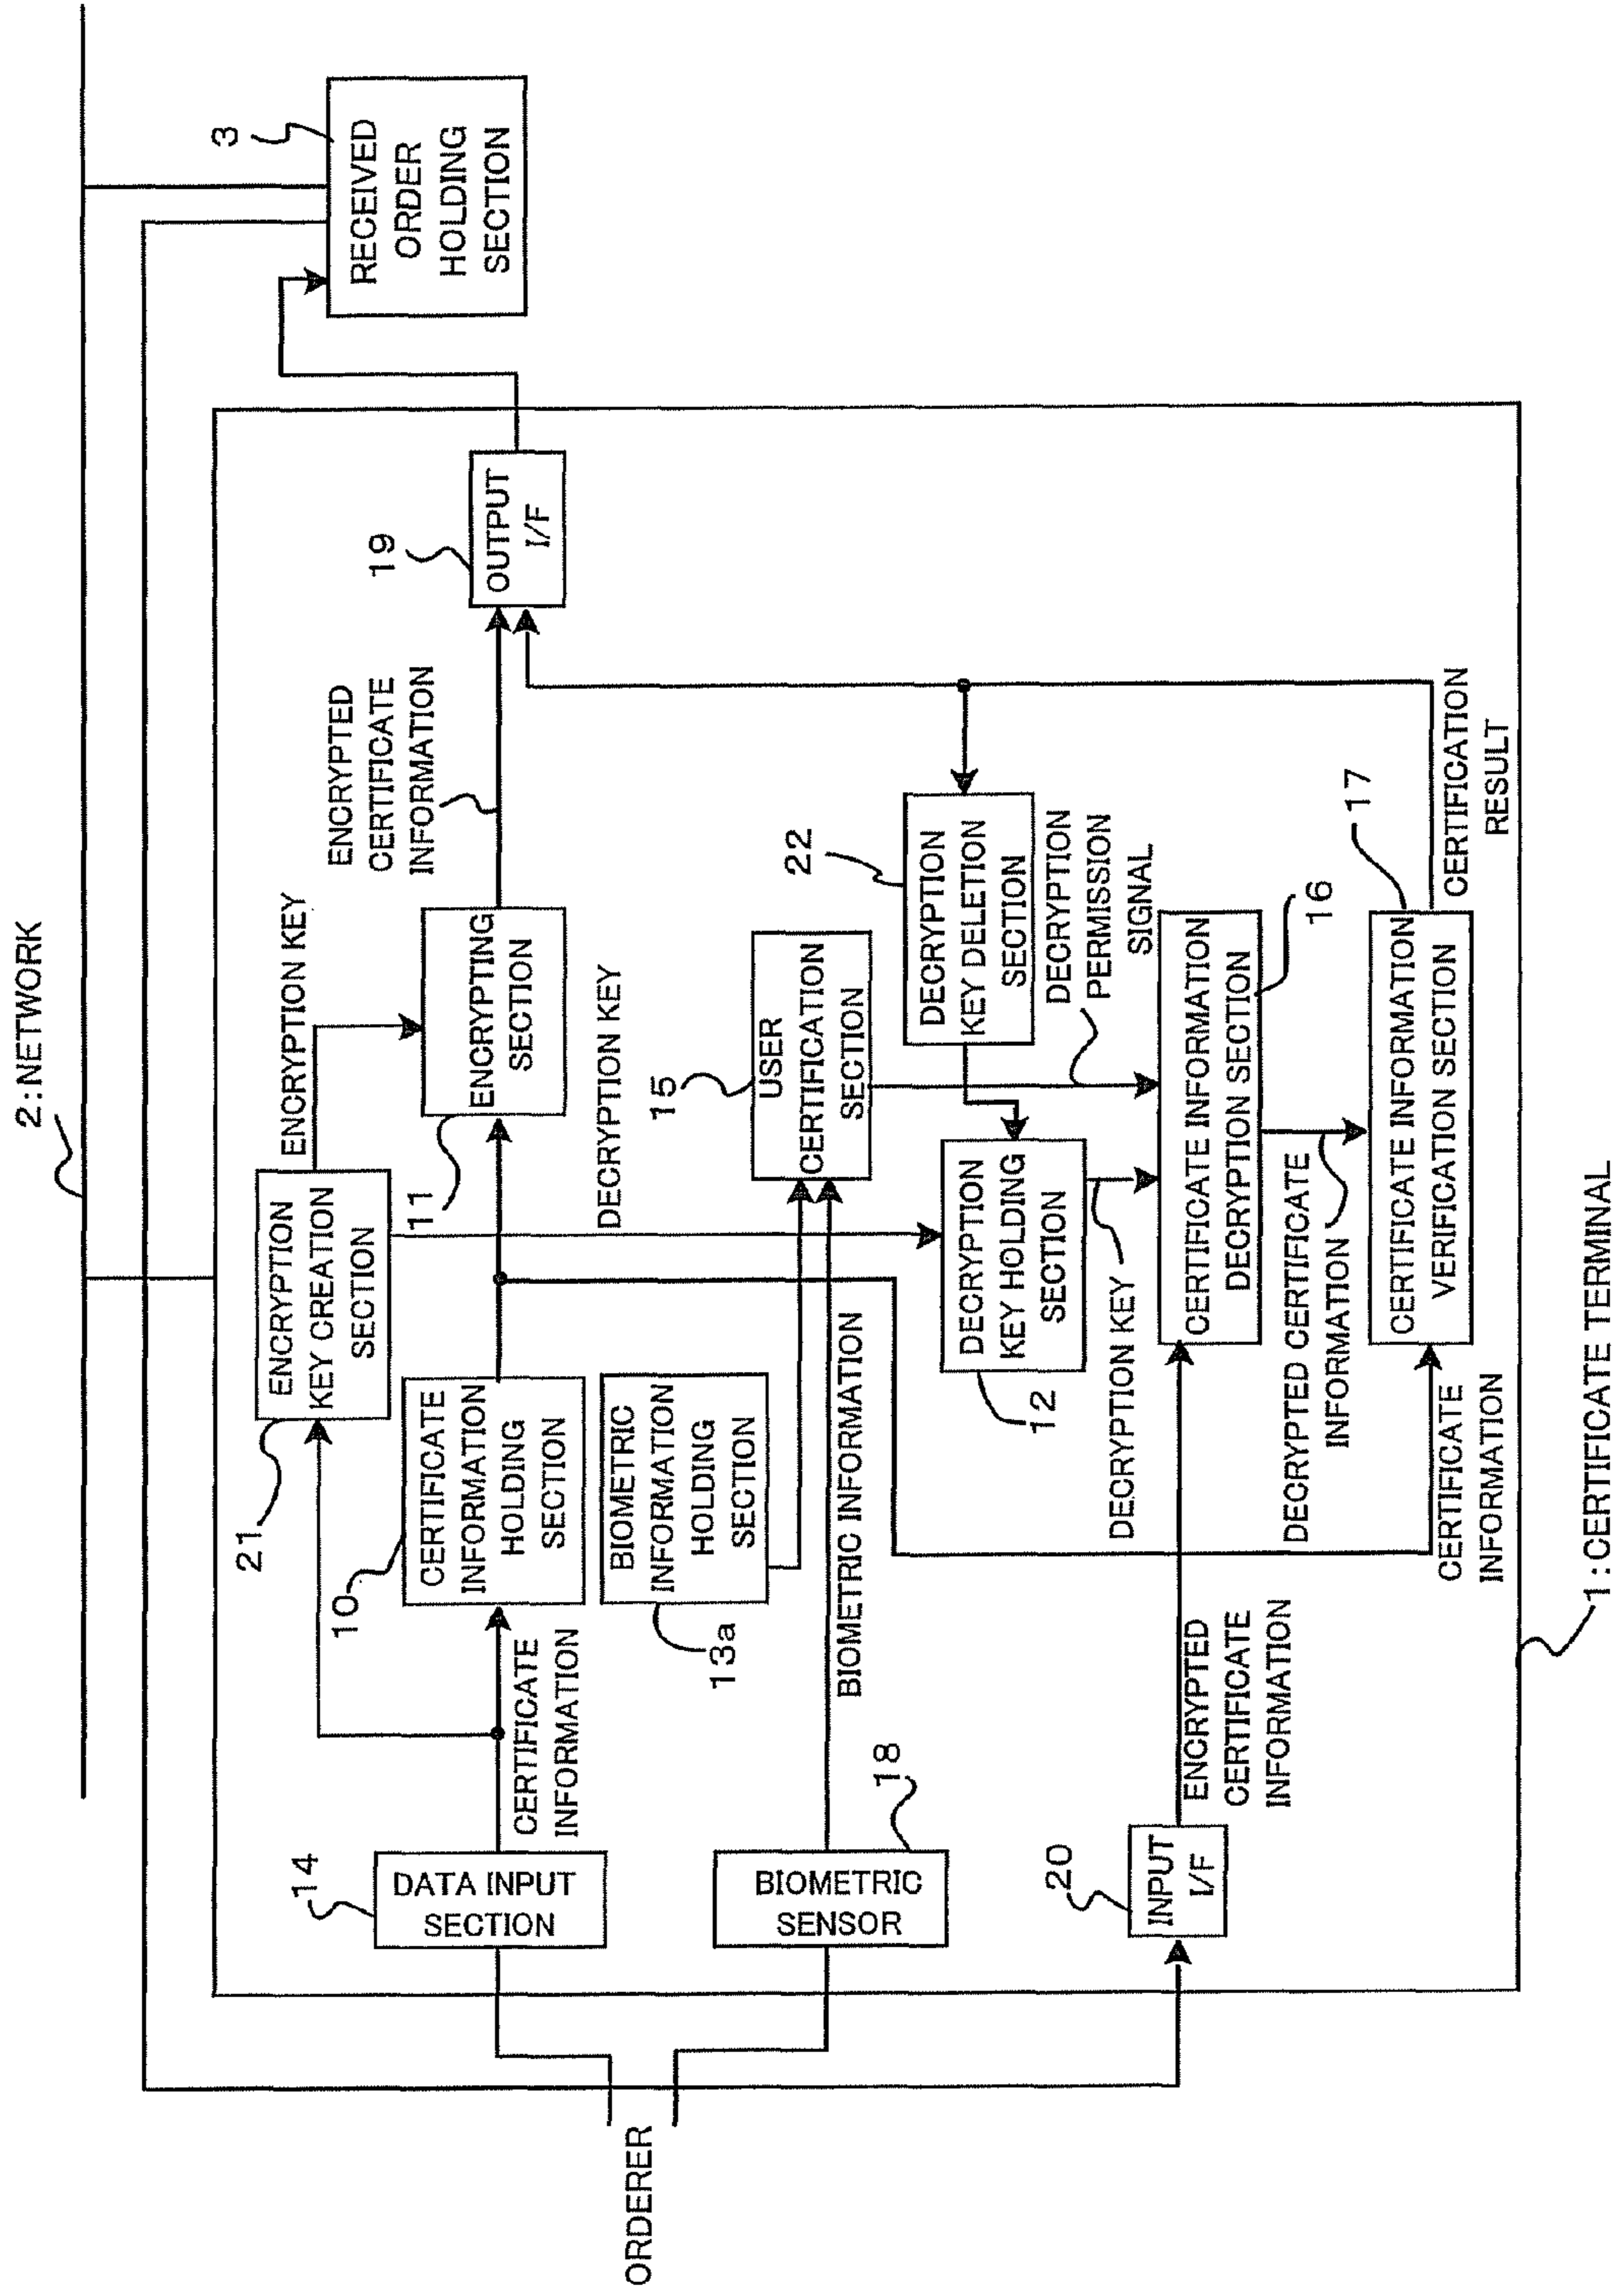 2:NETWORK
3
RECEIVED
ORDER
HOLDING
SECTION
ENCRYPTION KEY
21
ENCRYPTION
KEY CREATION
SECTION
14
DATA INPUT
SECTION
CERTIFICATE
INFORMATION
10
CERTIFICATE
INFORMATION
HOLDING
SECTION
11
ENCRYPTING
SECTION
ENCRYPTED
CERTIFICATE
INFORMATION
19
OUTPUT
I/F
DECRYPTION KEY
BIOMETRIC
INFORMATION
HOLDING
SECTION
13a
ORDERER
BIOMETRIC
SENSOR
18
BIOMETRIC INFORMATION
15
USER
CERTIFICATION
SECTION
22
DECRYPTION
KEY DELETION
SECTION
DECRYPTION
KEY HOLDING
SECTION
12
DECRYPTION
PERMISSION
SIGNAL
DECRYPTION KEY
20
INPUT
I/F
ENCRYPTED
CERTIFICATE
INFORMATION
CERTIFICATE INFORMATION
DECRYPTION SECTION
16
DECRYPTED CERTIFICATE
INFORMATION
17
CERTIFICATE INFORMATION
VERIFICATION SECTION
CERTIFICATE
INFORMATION
CERTIFICATION
RESULT
1:CERTIFICATE TERMINAL